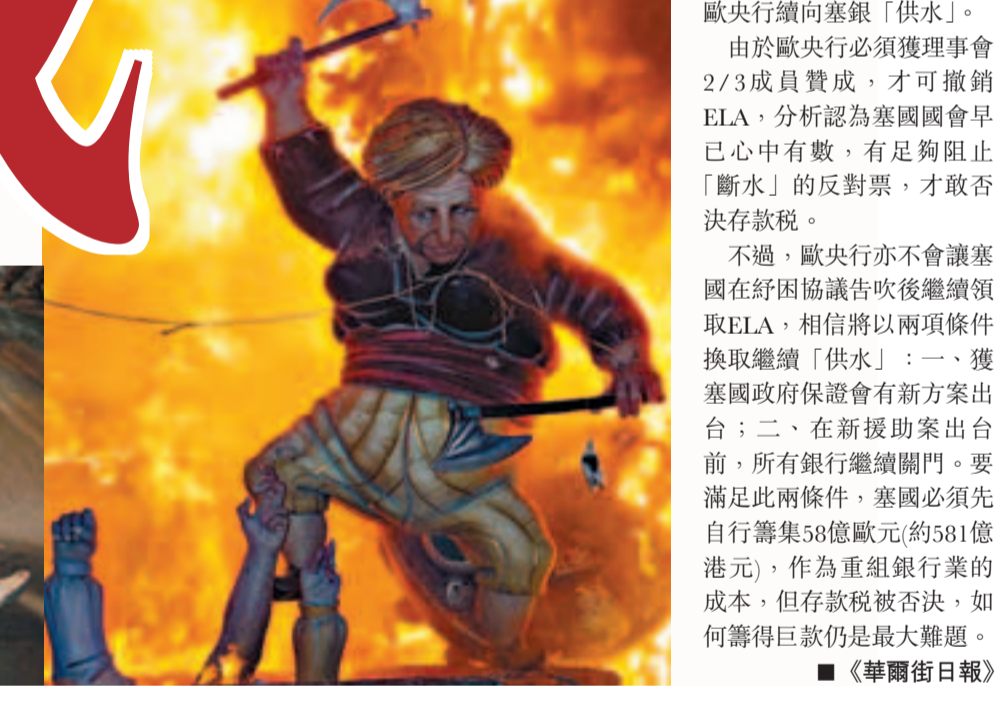 歐央行續向塞銀「供水」。
由於歐央行必須獲理事會
2/3成員贊成，才可撤銷
ELA，分析認為塞國國會早
已心中有數，有足夠阻止
「斷水」的反對票，才敢否
決存款稅。
不過，歐央行亦不會讓塞
國在紓困協議告吹後繼續領
取ELA，相信將以兩項條件
換取繼續「供水」：一、獲
塞國政府保證會有新方案出
台；二、在新援助案出台
前，所有銀行繼續關門。要
滿足此兩條件，塞國必須先
自行籌集58億歐元(約581億
港元)，作為重組銀行業的
成本，但存款稅被否決，如
何籌得巨款仍是最大難題。
■《華爾街日報》